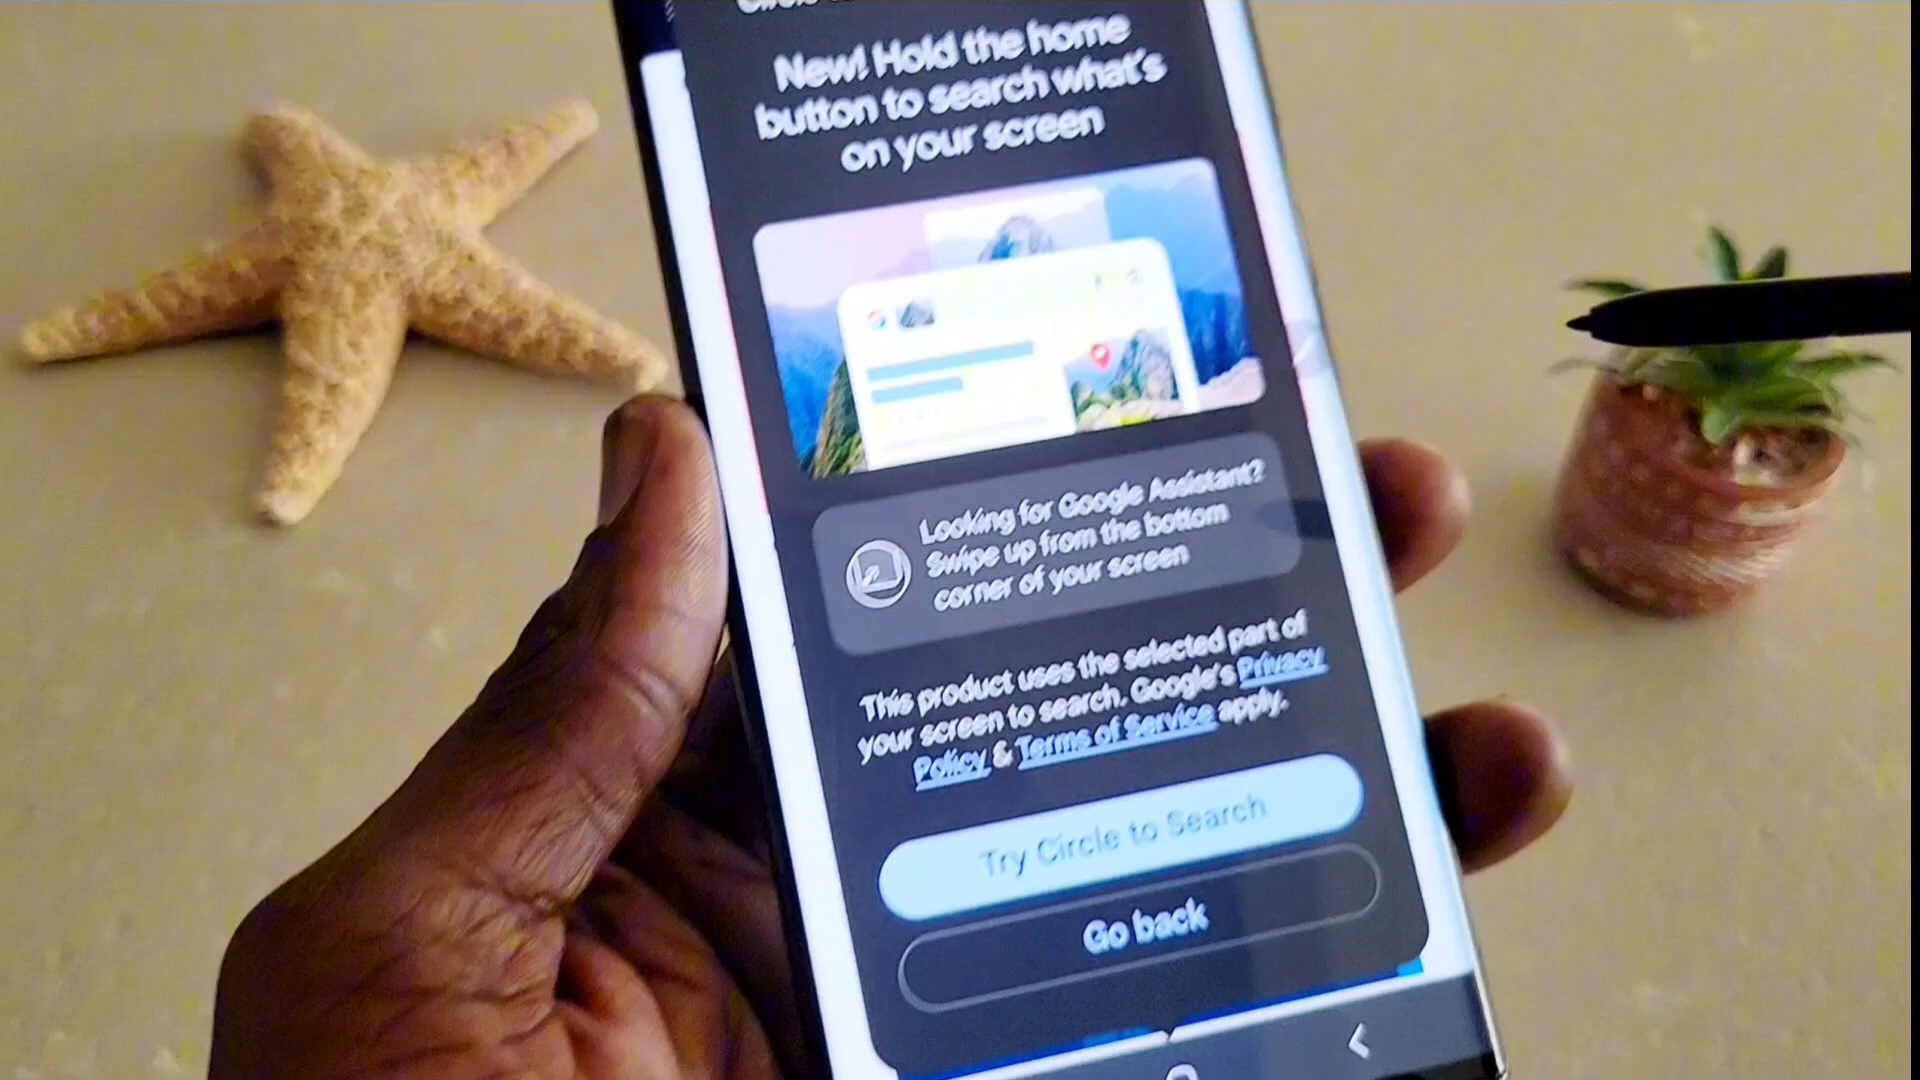 Circle to
New! Hold the home
button to search what's
on your screen
Looking for Google Assistant?
Swipe up from the bottom
corner of your screen
This product uses the selected part of
your screen to search. Google's Privacy
Policy & Terms of Service apply.
Try Circle to Search
Go back